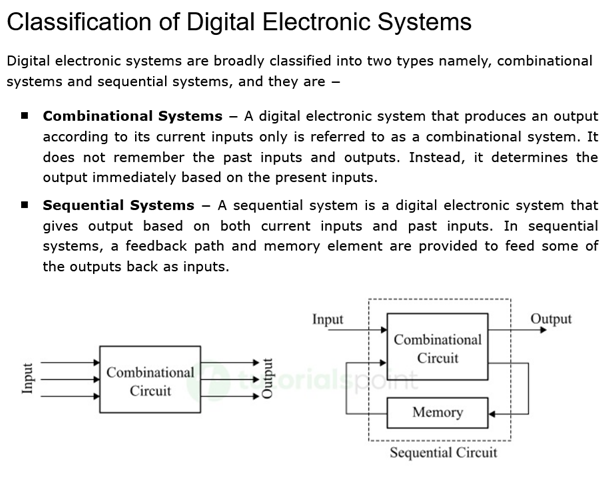 Classification of Digital Electronic Systems
Digital electronic systems are broadly classified into two types namely, combinational
systems and sequential systems, and they are −
▪ Combinational Systems − A digital electronic system that produces an output
according to its current inputs only is referred to as a combinational system. It
does not remember the past inputs and outputs. Instead, it determines the
output immediately based on the present inputs.
▪ Sequential Systems − A sequential system is a digital electronic system that
gives output based on both current inputs and past inputs. In sequential
systems, a feedback path and memory element are provided to feed some of
the outputs back as inputs.
Input
Combinational
Circuit
Output
Input
Combinational
Circuit
Output
Memory
Sequential Circuit
tutorialspoint